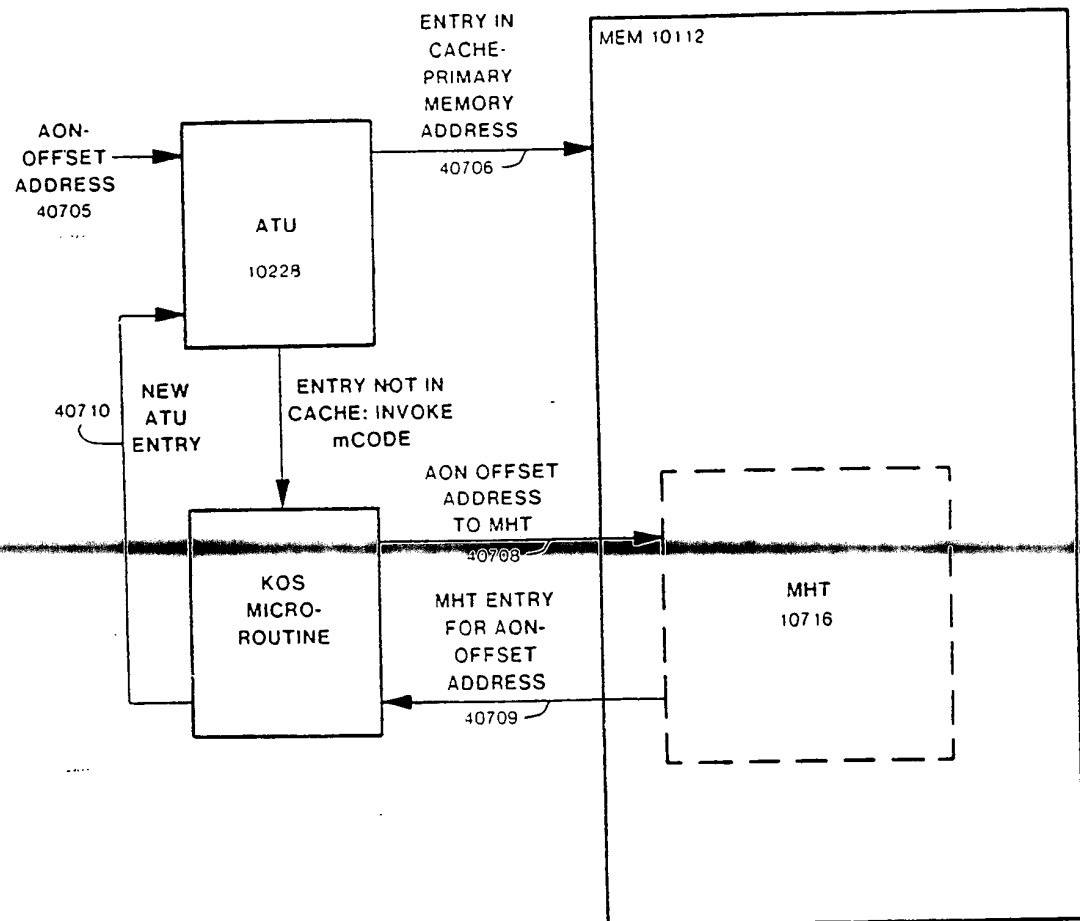 ENTRY IN
CACHE-
PRIMARY
MEMORY
ADDRESS
40706
MEM 10112
AON-
OFFSET
ADDRESS
40705
ATU
10228
40710
NEW
ATU
ENTRY
ENTRY NOT IN
CACHE: INVOKE
mCODE
AON OFFSET
ADDRESS
TO MHT
40708
KOS
MICRO-
ROUTINE
MHT ENTRY
FOR AON-
OFFSET
ADDRESS
40709
MHT
10716